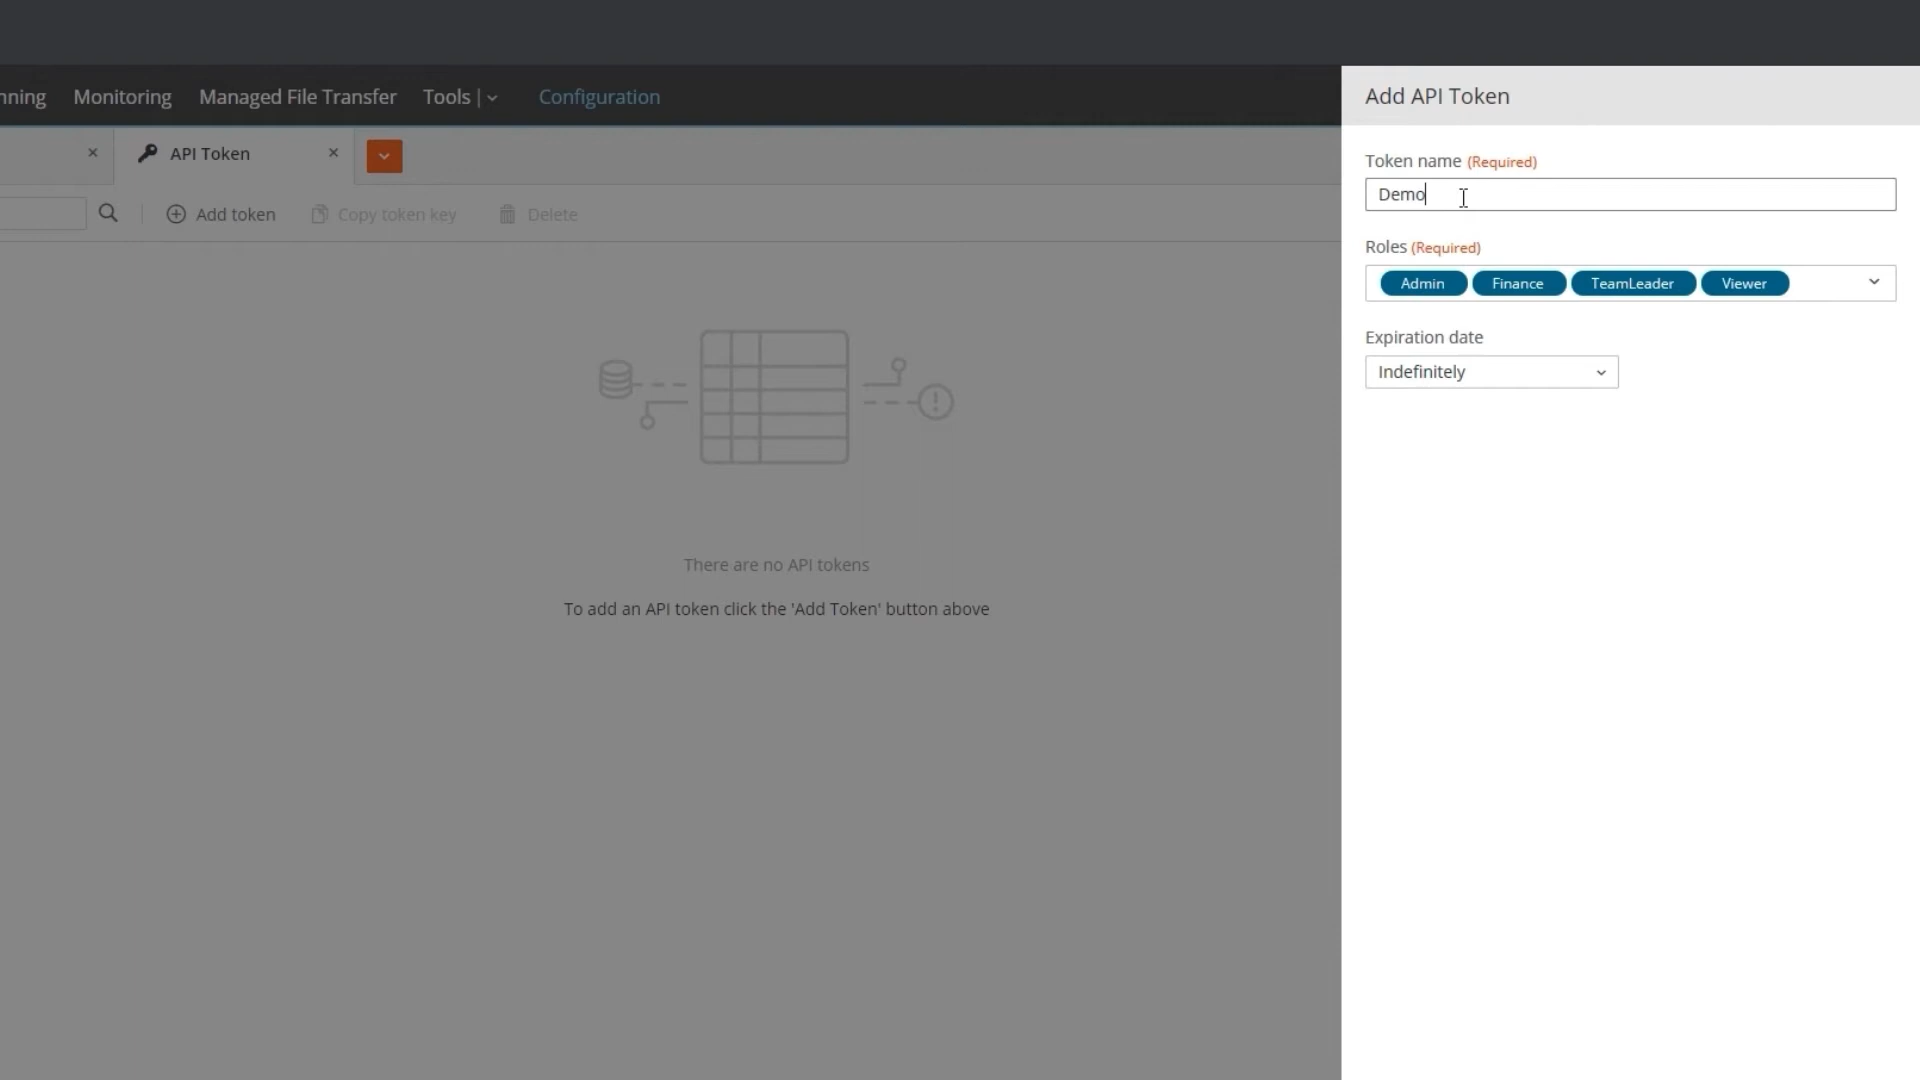 nning Monitoring Managed File Transfer Tools Configuration
API Token
Add token Copy token key Delete
There are no API tokens
To add an API token click the 'Add Token' button above
Add API Token
Token name (Required)
Demo
Roles (Required)
Admin Finance TeamLeader Viewer
Expiration date
Indefinitely